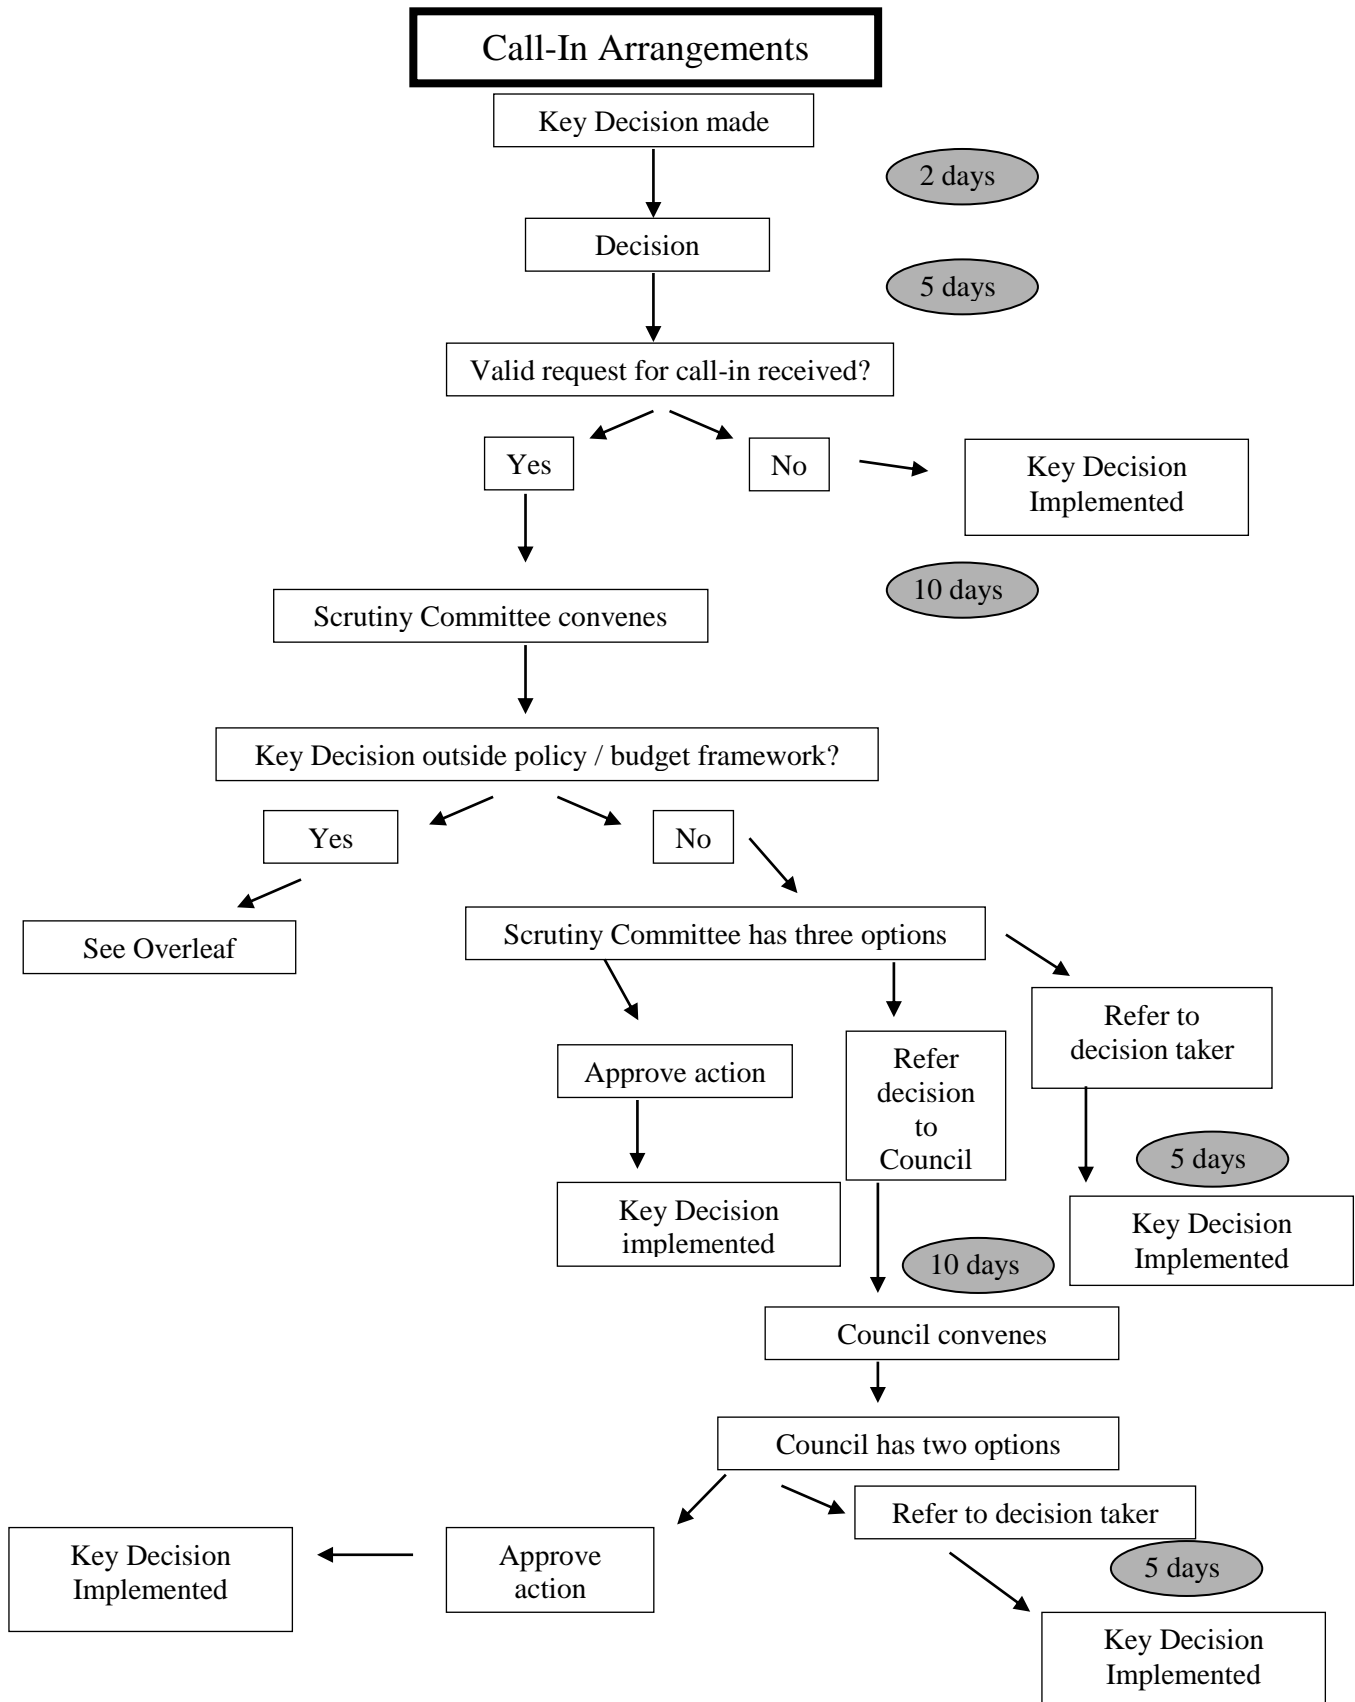 Call-In Arrangements
Key Decision made
2 days
Decision
5 days
Valid request for call-in received?
Yes
No
Key Decision
Implemented
10 days
Scrutiny Committee convenes
Key Decision outside policy / budget framework?
Yes
No
See Overleaf
Scrutiny Committee has three options
Approve action
Refer
decision
to
Council
Refer to
decision taker
5 days
Key Decision
implemented
Key Decision
Implemented
10 days
Council convenes
Council has two options
Refer to decision taker
Key Decision
Implemented
Approve
action
5 days
Key Decision
Implemented